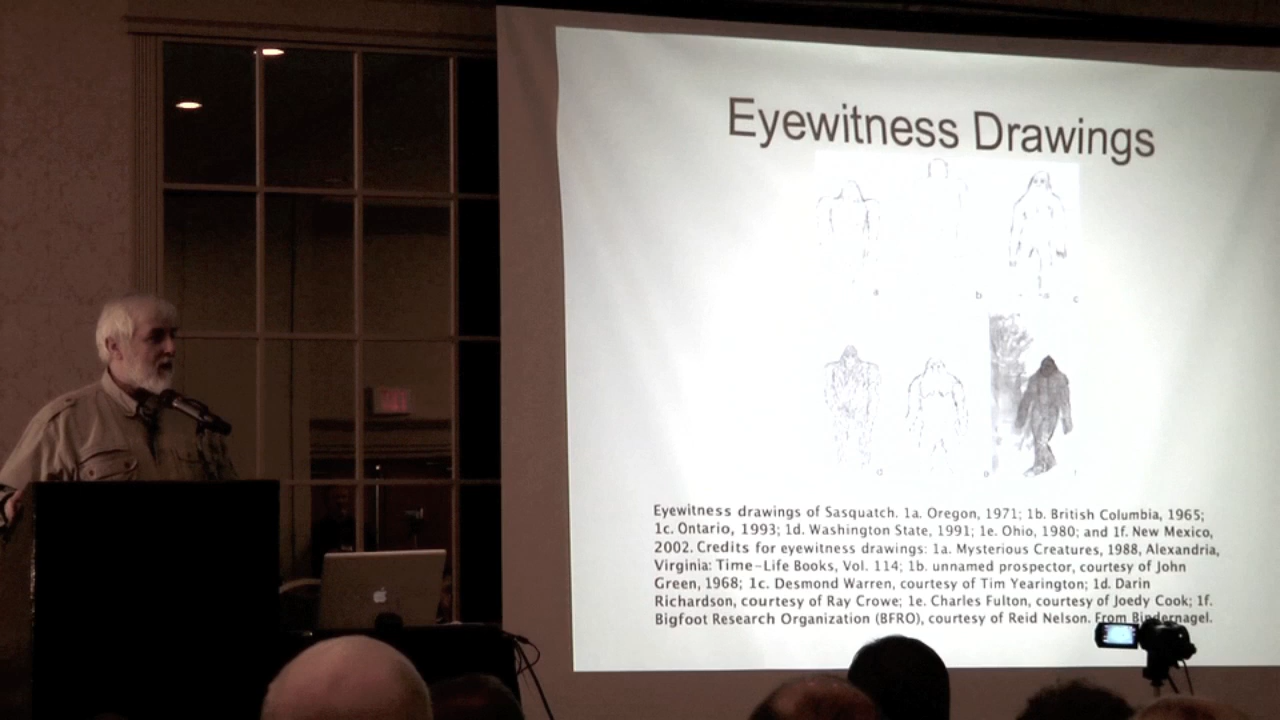 Eyewitness Drawings
a
b
c
d
e
f
Eyewitness drawings of Sasquatch. 1a. Oregon, 1971; 1b. British Columbia, 1965;
1c. Ontario, 1993; 1d. Washington State, 1991; 1e. Ohio, 1980; and 1f. New Mexico,
2002. Credits for eyewitness drawings: 1a. Mysterious Creatures, 1988, Alexandria,
Virginia: Time-Life Books, Vol. 114; 1b. unnamed prospector, courtesy of John
Green, 1968; 1c. Desmond Warren, courtesy of Tim Yearington; 1d. Darin
Richardson, courtesy of Ray Crowe; 1e. Charles Fulton, courtesy of Joedy Cook; 1f.
Bigfoot Research Organization (BFRO), courtesy of Reid Nelson. From Bindernagel.